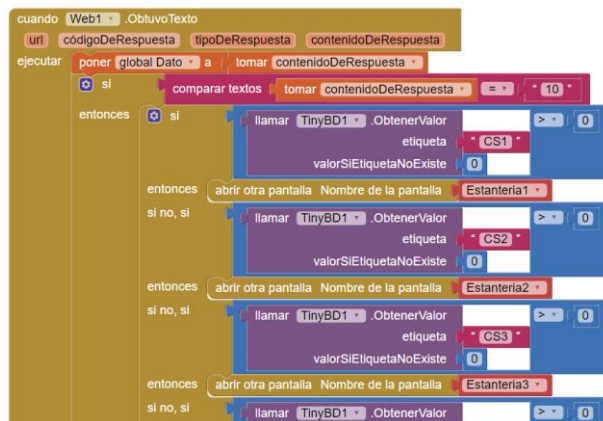 cuando Web1 .ObtuvoTexto
url códigoDeRespuesta tipoDeRespuesta contenidoDeRespuesta
ejecutar poner global Dato a tomar contenidoDeRespuesta
si comparar textos tomar contenidoDeRespuesta = " 10 "
entonces si llamar TinyBD1 .ObtenerValor > 0
etiqueta " CS1 "
valorSiEtiquetaNoExiste 0
entonces abrir otra pantalla Nombre de la pantalla Estanteria1
si no, si llamar TinyBD1 .ObtenerValor > 0
etiqueta " CS2 "
valorSiEtiquetaNoExiste 0
entonces abrir otra pantalla Nombre de la pantalla Estanteria2
si no, si llamar TinyBD1 .ObtenerValor > 0
etiqueta " CS3 "
valorSiEtiquetaNoExiste 0
entonces abrir otra pantalla Nombre de la pantalla Estanteria3
si no, si llamar TinyBD1 .ObtenerValor > 0